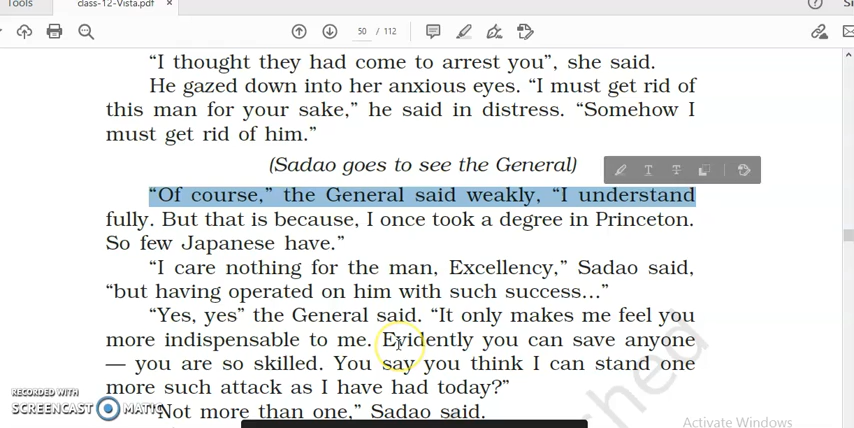 Tools
class-12-Vista.pdf
×
50 / 112
“I thought they had come to arrest you”, she said.
He gazed down into her anxious eyes. “I must get rid of
this man for your sake,” he said in distress. “Somehow I
must get rid of him.”
(Sadao goes to see the General)
“Of course,” the General said weakly, “I understand
fully. But that is because, I once took a degree in Princeton.
So few Japanese have.”
“I care nothing for the man, Excellency,” Sadao said,
“but having operated on him with such success...”
“Yes, yes” the General said. “It only makes me feel you
more indispensable to me. Evidently you can save anyone
— you are so skilled. You say you think I can stand one
more such attack as I have had today?”
“Not more than one,” Sadao said.
RECORDED WITH
SCREENCAST MATIC
Activate Windows